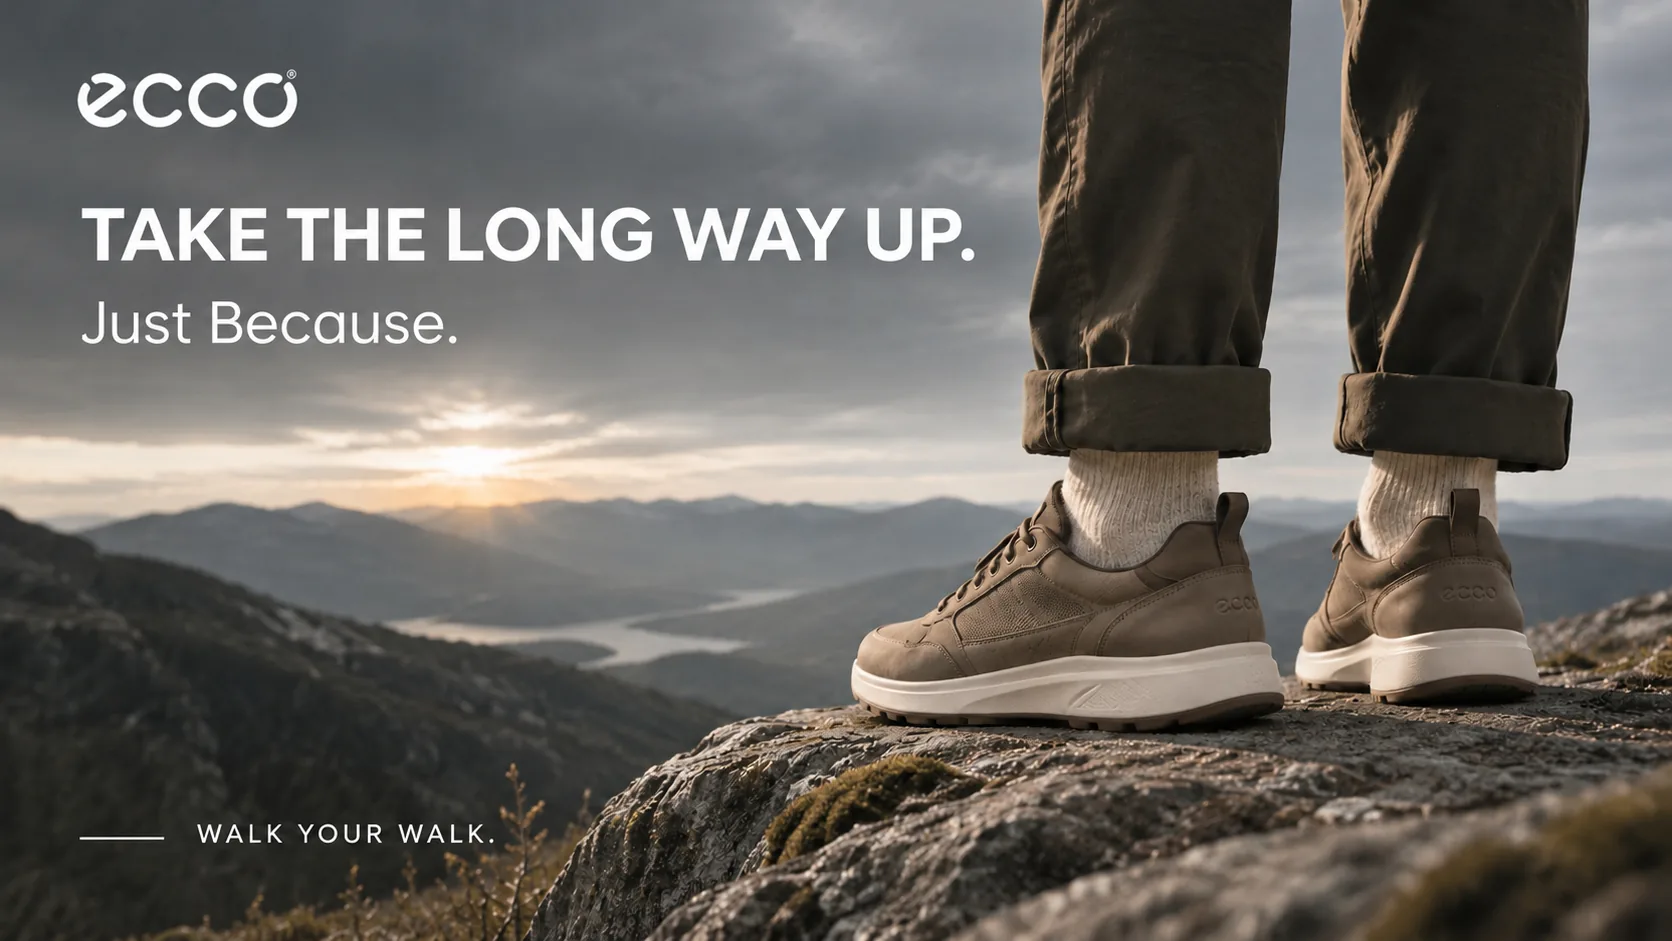 ecco®
TAKE THE LONG WAY UP.
Just Because.
ecco
ecco
WALK YOUR WALK.